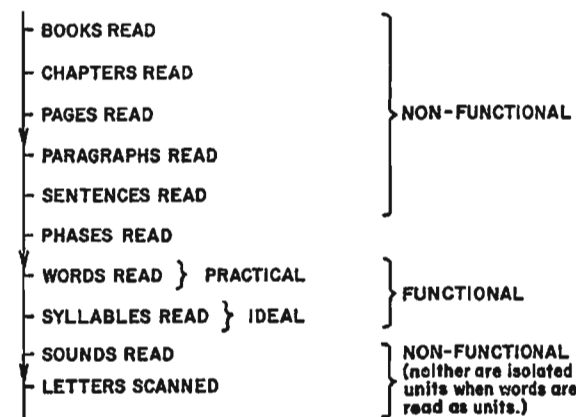 BOOKS READ
CHAPTERS READ
PAGES READ
NON-FUNCTIONAL
PARAGRAPHS READ
SENTENCES READ
PHASES READ
WORDS READ } PRACTICAL
FUNCTIONAL
SYLLABLES READ } IDEAL
SOUNDS READ
LETTERS SCANNED
NON-FUNCTIONAL
(neither are isolated
units when words are
read as units.)